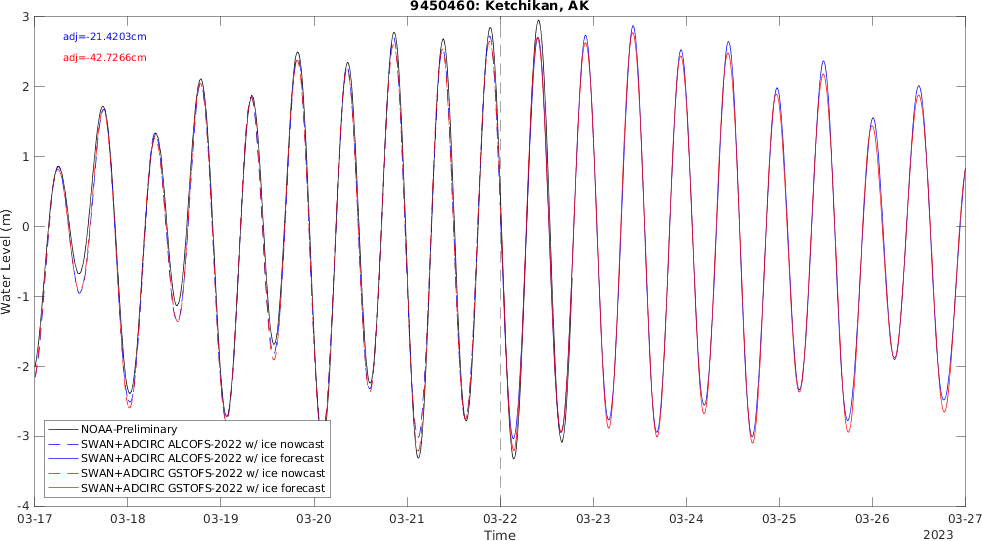 9450460: Ketchikan, AK
adj=-21.4203cm
adj=-42.7266cm
3
2
1
0
-1
-2
-3
-4
Water Level (m)
NOAA-Preliminary
SWAN+ADCIRC ALCOFS-2022 w/ ice nowcast
SWAN+ADCIRC ALCOFS-2022 w/ ice forecast
SWAN+ADCIRC GSTOFS-2022 w/ ice nowcast
SWAN+ADCIRC GSTOFS-2022 w/ ice forecast
03-17 03-18 03-19 03-20 03-21 03-22 03-23 03-24 03-25 03-26 03-27
Time
2023